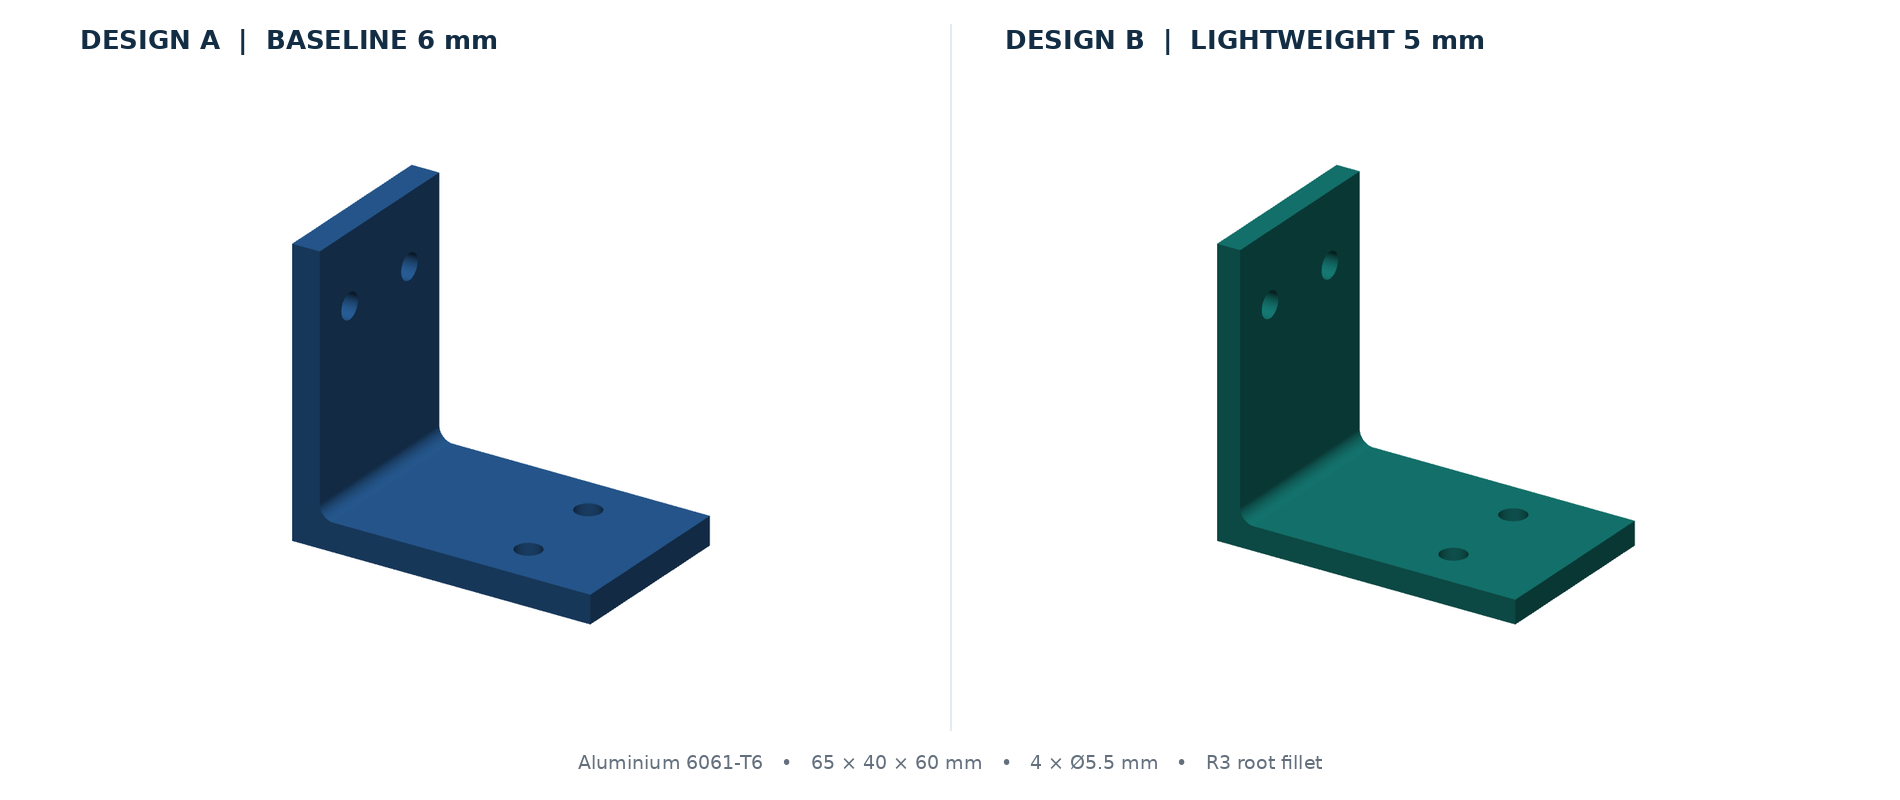 DESIGN A | BASELINE 6 mm
DESIGN B | LIGHTWEIGHT 5 mm
Aluminium 6061-T6 • 65 × 40 × 60 mm • 4 × Ø5.5 mm • R3 root fillet